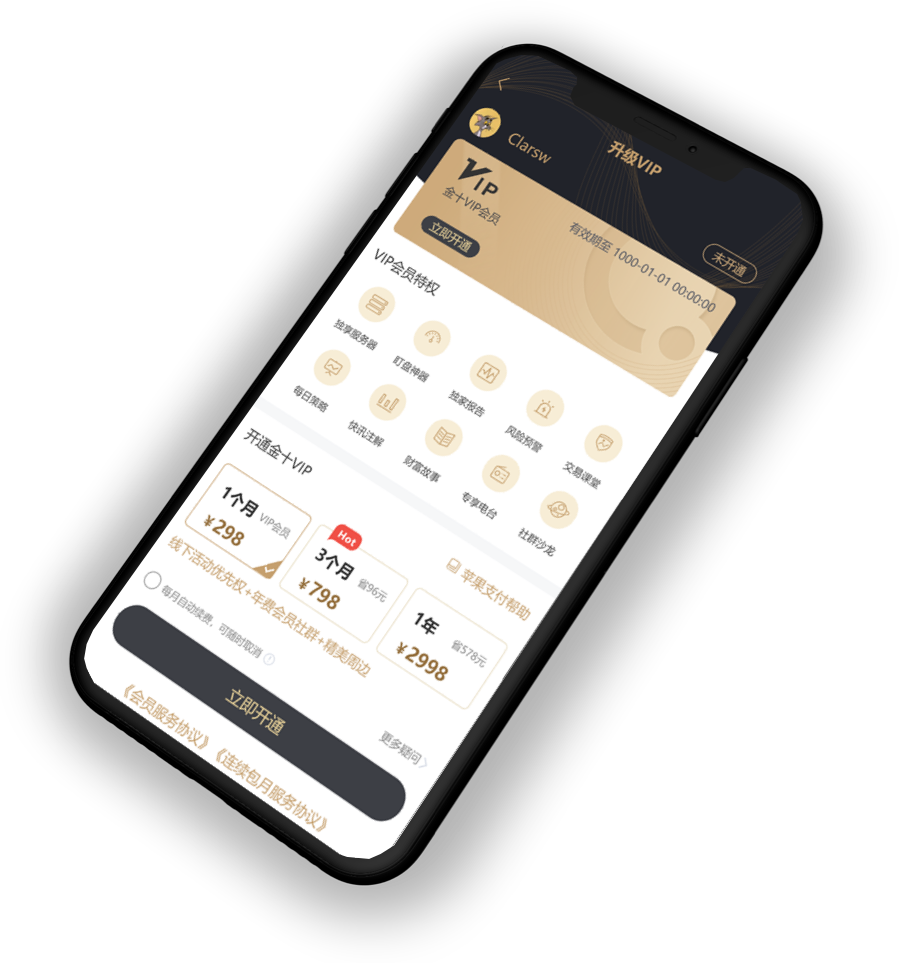 升级VIP
Clarsw
未开通
VIP
金十VIP会员
有效期至 1000-01-01 00:00:00
立即开通
VIP会员特权
独享服务器
盯盘神器
独家报告
风险预警
交易课堂
每日策略
快讯注解
财富故事
专享电台
社群沙龙
开通金十VIP
苹果支付帮助
1个月 VIP会员
¥298
Hot
3个月 省96元
¥798
1年 省578元
¥2998
线下活动优先权+年费会员社群+精美周边
每月自动续费，可随时取消
更多疑问
立即开通
《会员服务协议》《连续包月服务协议》